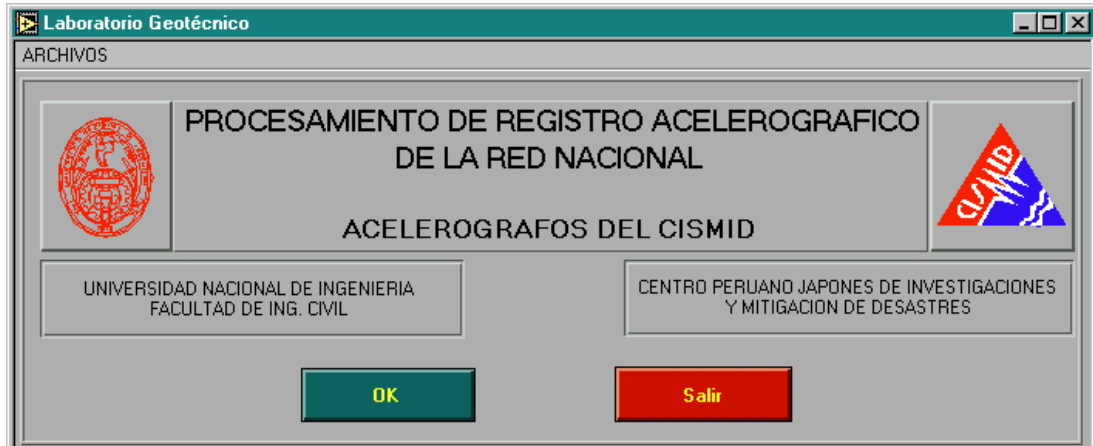 Laboratorio Geotécnico
ARCHIVOS
PROCESAMIENTO DE REGISTRO ACELEROGRAFICO
DE LA RED NACIONAL
ACELEROGRAFOS DEL CISMID
CISMID
UNIVERSIDAD NACIONAL DE INGENIERIA
FACULTAD DE ING. CIVIL
CENTRO PERUANO JAPONES DE INVESTIGACIONES
Y MITIGACION DE DESASTRES
OK
Salir